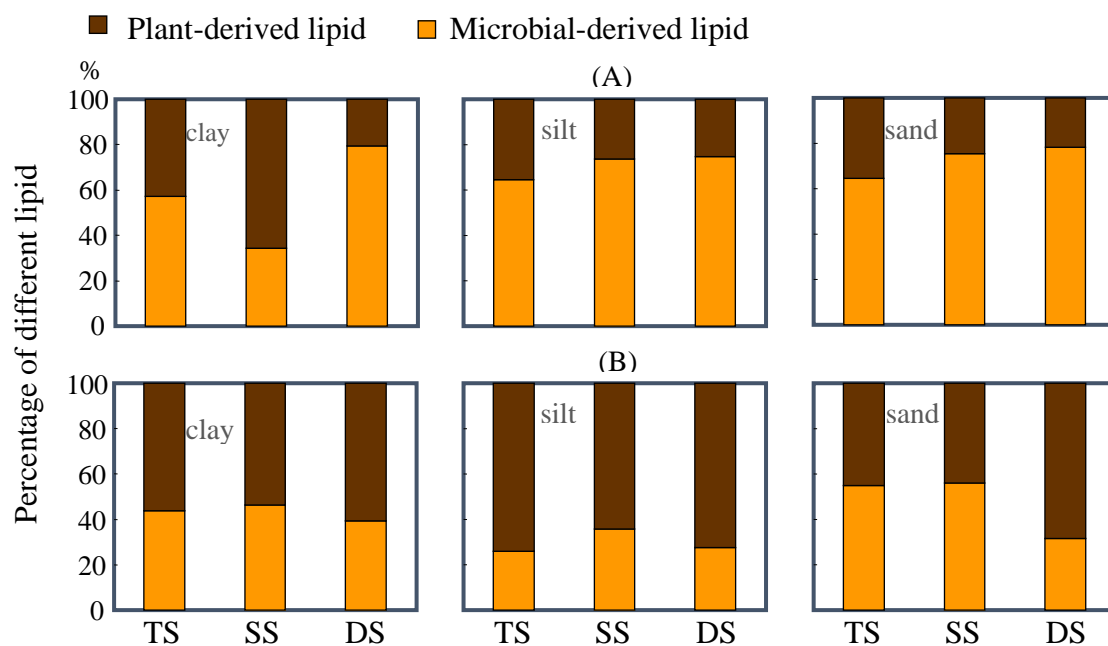 Plant-derived lipid Microbial-derived lipid
%
(A)
100
80
60
40
20
0
clay
silt
sand
Percentage of different lipid
(B)
100
80
60
40
20
0
clay
silt
sand
TS SS DS TS SS DS TS SS DS